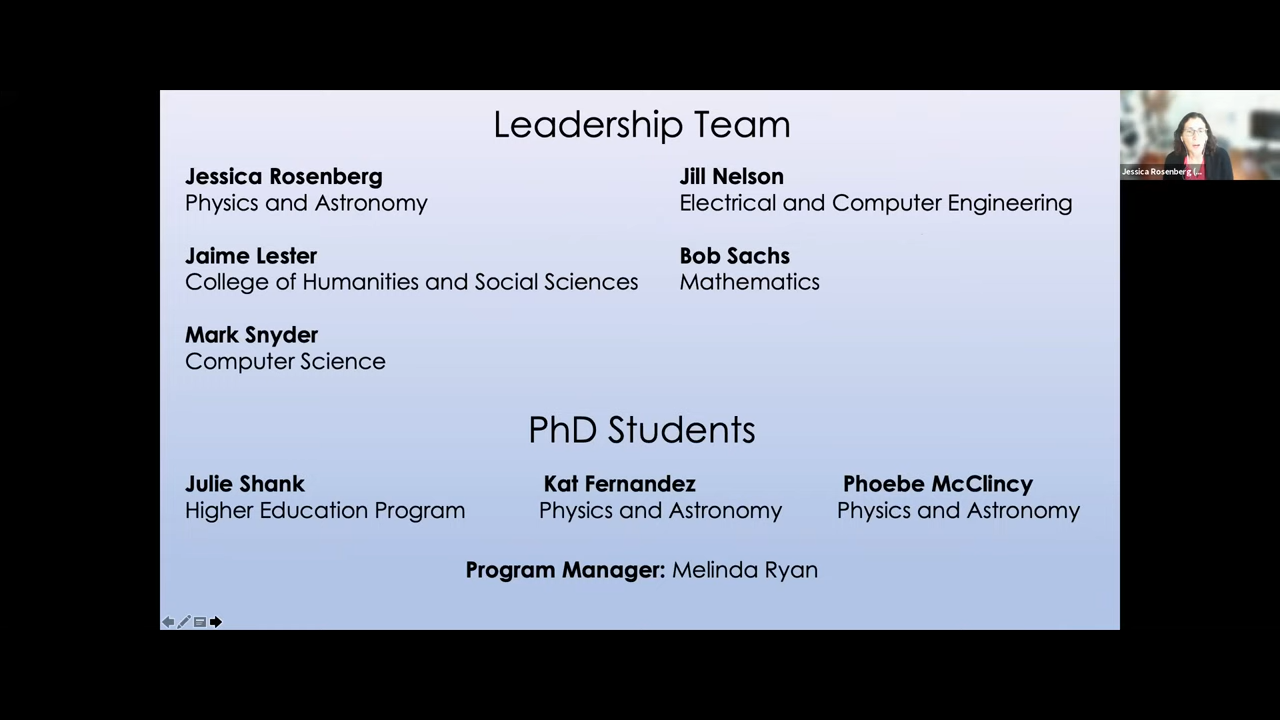 Leadership Team
Jessica Rosenberg
Physics and Astronomy
Jill Nelson
Electrical and Computer Engineering
Jaime Lester
College of Humanities and Social Sciences
Bob Sachs
Mathematics
Mark Snyder
Computer Science
PhD Students
Julie Shank
Higher Education Program
Kat Fernandez
Physics and Astronomy
Phoebe McClincy
Physics and Astronomy
Program Manager: Melinda Ryan
Jessica Rosenberg (...